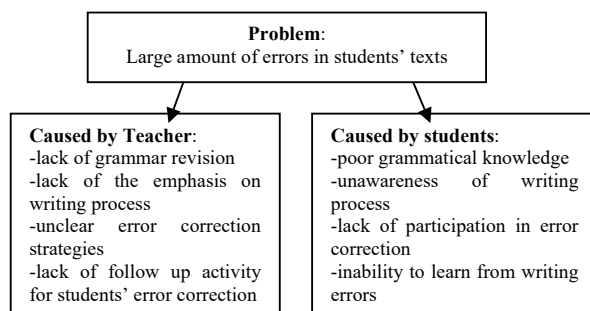 Problem:
Large amount of errors in students’ texts
Caused by Teacher:
-lack of grammar revision
-lack of the emphasis on
writing process
-unclear error correction
strategies
-lack of follow up activity
for students’ error correction
Caused by students:
-poor grammatical knowledge
-unawareness of writing
process
-lack of participation in error
correction
-inability to learn from writing
errors